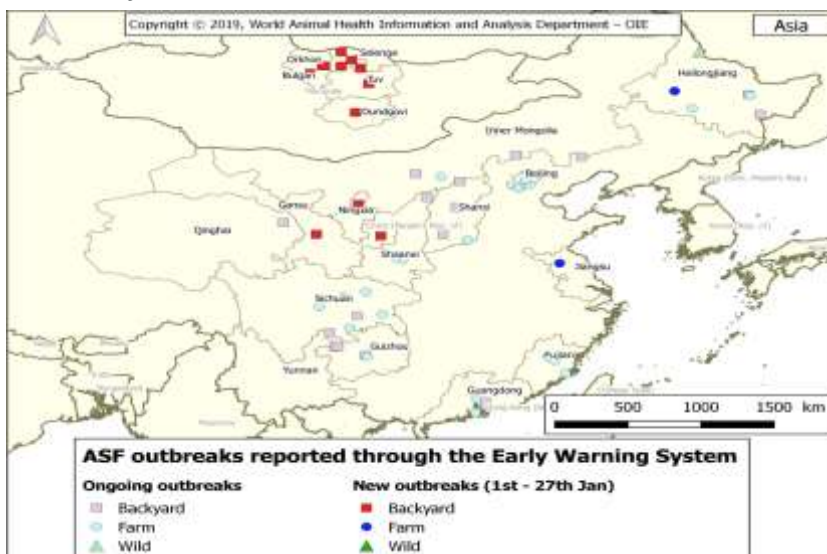 Copyright © 2019, World Animal Health Information and Analysis Department – OIE
Asia
Selenge
Orkhon
Bulgan
Tuv
Dundgovi
Heilongjiang
Inner Mongolia
Beijing
Gansu
Ningxia
Shanxi
Qinghai
Shaanxi
Jiangsu
Sichuan
Guizhou
Yunnan
Fujian
Guangdong
0 500 1000 1500 km
ASF outbreaks reported through the Early Warning System
Ongoing outbreaks New outbreaks (1st - 27th Jan)
Backyard Backyard
Farm Farm
Wild Wild